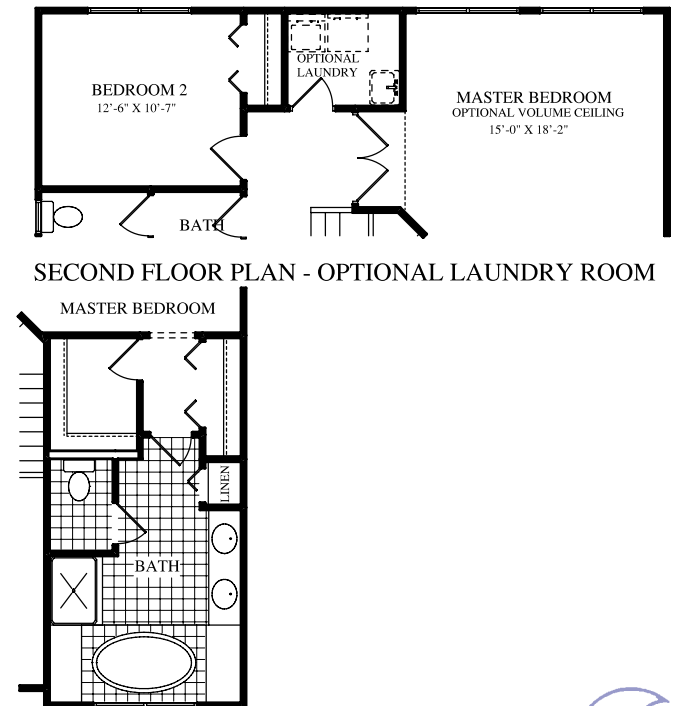 OPTIONAL
LAUNDRY
BEDROOM 2
12'-6" X 10'-7"
MASTER BEDROOM
OPTIONAL VOLUME CEILING
15'-0" X 18'-2"
BATH
SECOND FLOOR PLAN - OPTIONAL LAUNDRY ROOM
MASTER BEDROOM
LINEN
BATH